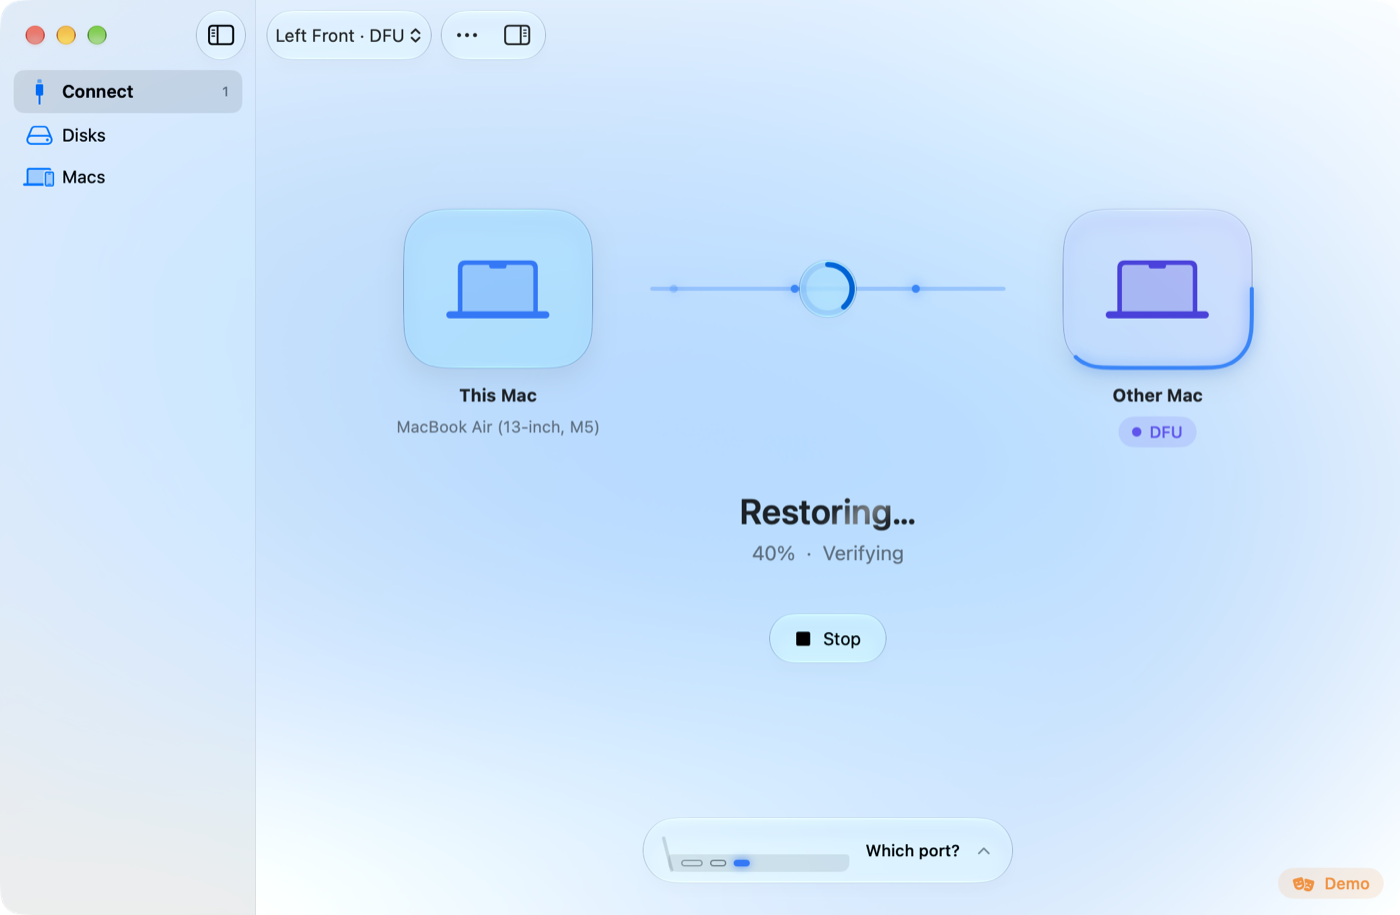 Left Front · DFU
Connect 1
Disks
Macs
This Mac
MacBook Air (13-inch, M5)
Other Mac
DFU
Restoring...
40% · Verifying
Stop
Which port?
Demo